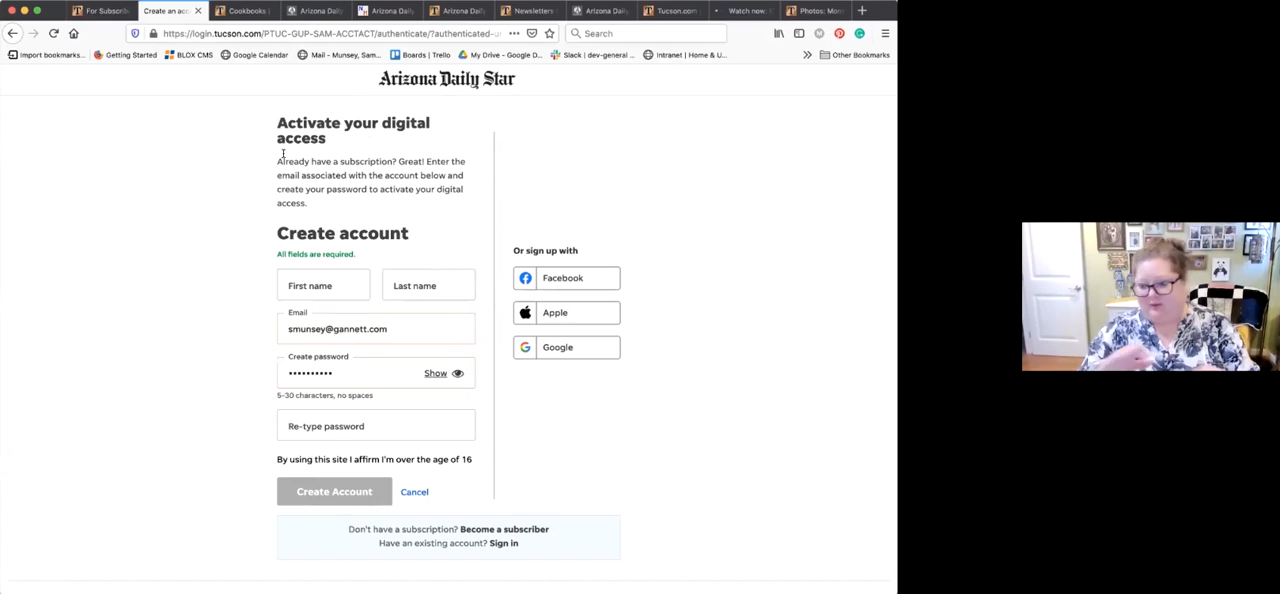 For Subscrib Create an acc Cookbooks | Arizona Daily Arizona Daily Arizona Daily Newsletters Arizona Daily Tucson.com Watch now: Photos: More
https://login.tucson.com/PTUC-GUP-SAM-ACCTACT/authenticate/?authenticated-u Search
Import bookmarks... Getting Started BLOX CMS Google Calendar Mail - Munsey, Sam... Boards | Trello My Drive - Google D... Slack | dev-general ... Intranet | Home & U... Other Bookmarks
Arizona Daily Star
Activate your digital
access
Already have a subscription? Great! Enter the
email associated with the account below and
create your password to activate your digital
access.
Create account
All fields are required.
Or sign up with
First name Last name
Facebook
Email
smunsey@gannett.com
Apple
Create password
Show
Google
5-30 characters, no spaces
Re-type password
By using this site I affirm I'm over the age of 16
Create Account Cancel
Don't have a subscription? Become a subscriber
Have an existing account? Sign in